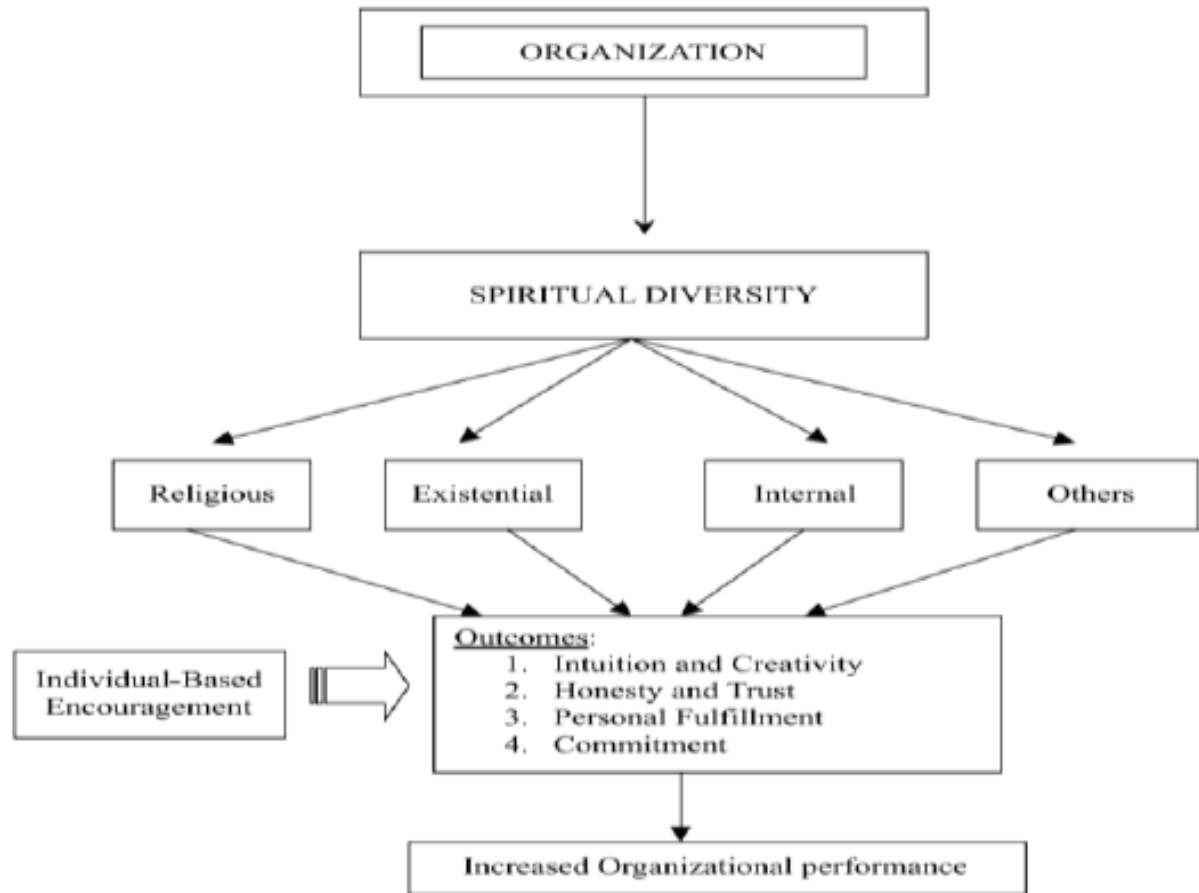 ORGANIZATION
SPIRITUAL DIVERSITY
Religious
Existential
Internal
Others
Individual-Based
Encouragement
Outcomes:
1. Intuition and Creativity
2. Honesty and Trust
3. Personal Fulfillment
4. Commitment
Increased Organizational performance